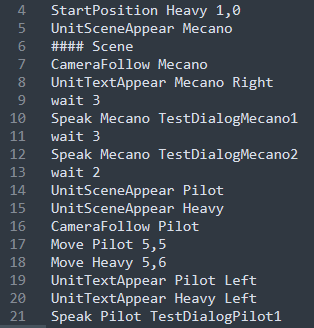 4 StartPosition Heavy 1,0
5 UnitSceneAppear Mecano
6 #### Scene
7 CameraFollow Mecano
8 UnitTextAppear Mecano Right
9 wait 3
10 Speak Mecano TestDialogMecano1
11 wait 3
12 Speak Mecano TestDialogMecano2
13 wait 2
14 UnitSceneAppear Pilot
15 UnitSceneAppear Heavy
16 CameraFollow Pilot
17 Move Pilot 5,5
18 Move Heavy 5,6
19 UnitTextAppear Pilot Left
20 UnitTextAppear Heavy Left
21 Speak Pilot TestDialogPilot1